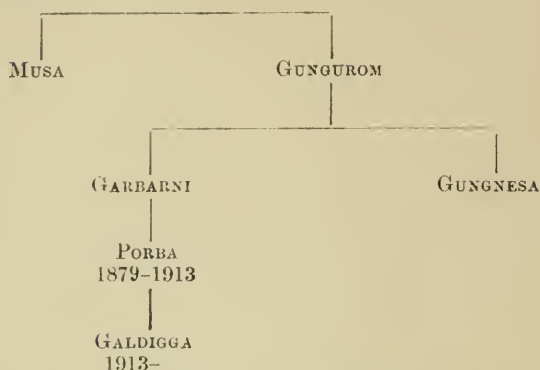 MUSA GUNGUROM
GARBARNI GUNGNESA
PORBA
1879–1913
GALDIGGA
1913–